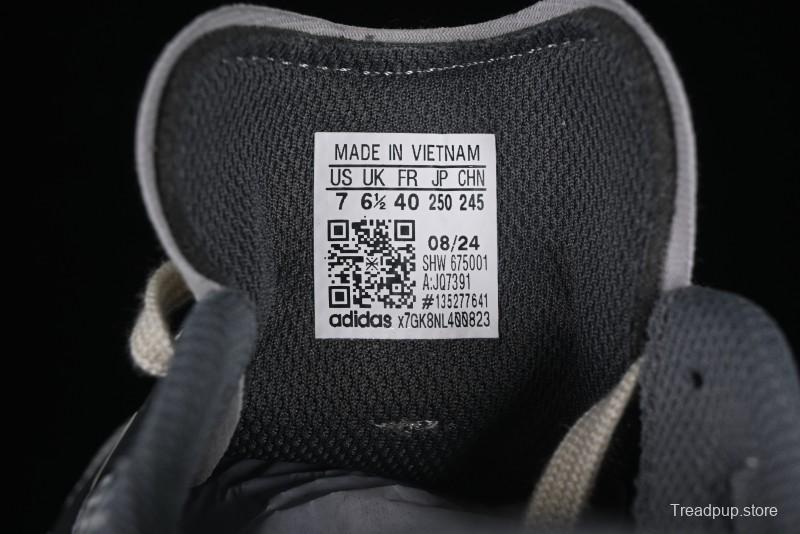 MADE IN VIETNAM
US UK FR JP CHN
7 6½ 40 250 245
08/24
SHW 675001
A:JQ7391
#135277641
adidas x7GK8NL400823
Treadpup.store